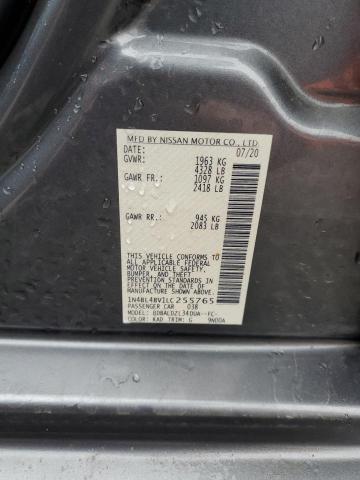 MFD BY NISSAN MOTOR CO., LTD.
DATE: 07/20
GVWR: 1963 KG
4328 LB
GAWR FR: 1097 KG
2418 LB
GAWR RR: 945 KG
2083 LB
THIS VEHICLE CONFORMS TO
ALL APPLICABLE FEDERAL
MOTOR VEHICLE SAFETY,
BUMPER, AND THEFT
PREVENTION STANDARDS
IN EFFECT ON THE DATE OF
MANUFACTURE SHOWN ABOVE.
1N4BL4BV1LC255765
PASSENGER CAR 038
MODEL: BDBALDZL34DUA--FC-
COLOR: KAD TRIM: G